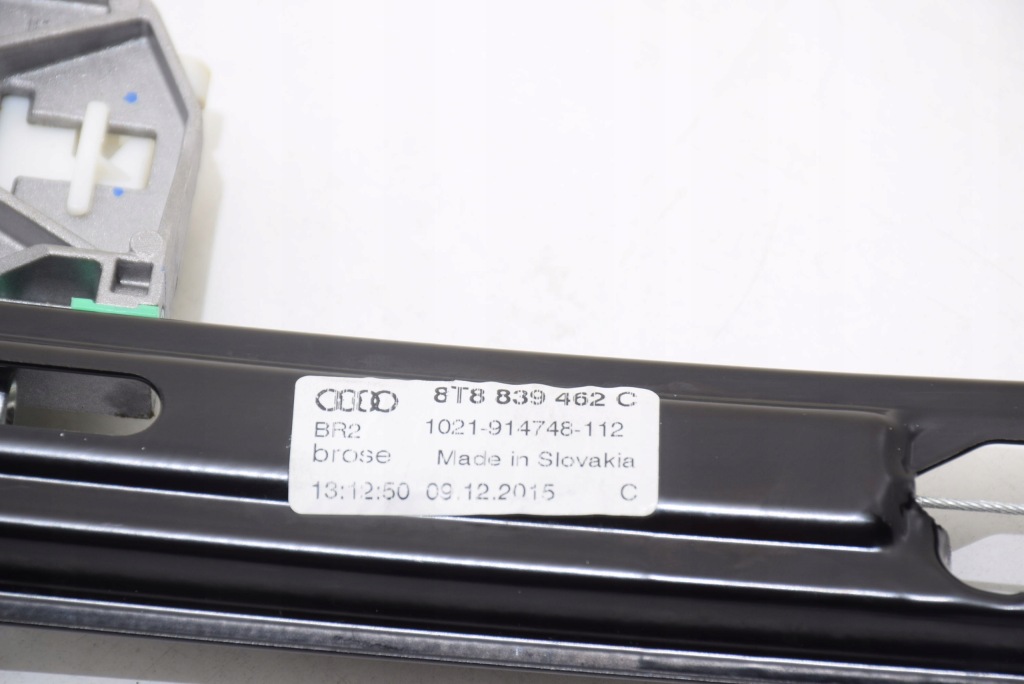 8T8 839 462 C
BR2 1021-914748-112
brose Made in Slovakia
13:12:50 09.12.2015 C